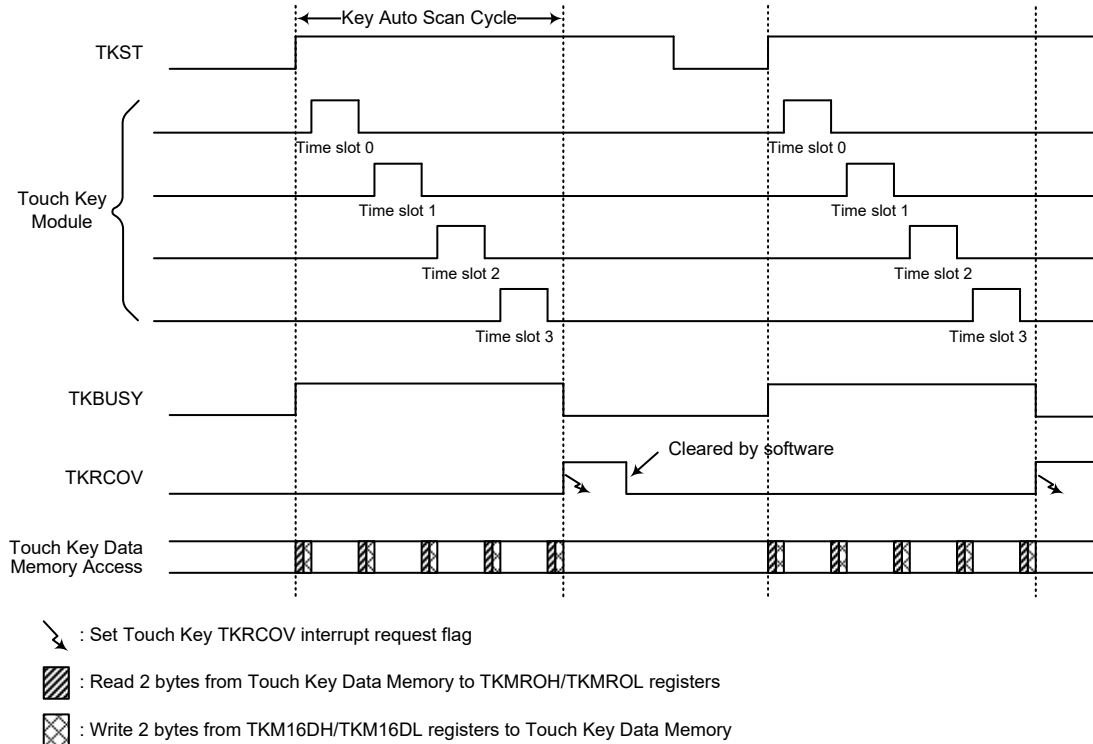 Key Auto Scan Cycle
TKST
Time slot 0
Time slot 0
Touch Key
Module
Time slot 1
Time slot 1
Time slot 2
Time slot 2
Time slot 3
Time slot 3
TKBUSY
Cleared by software
TKRCOV
Touch Key Data
Memory Access
: Set Touch Key TKRCOV interrupt request flag
: Read 2 bytes from Touch Key Data Memory to TKMROH/TKMROL registers
: Write 2 bytes from TKM16DH/TKM16DL registers to Touch Key Data Memory